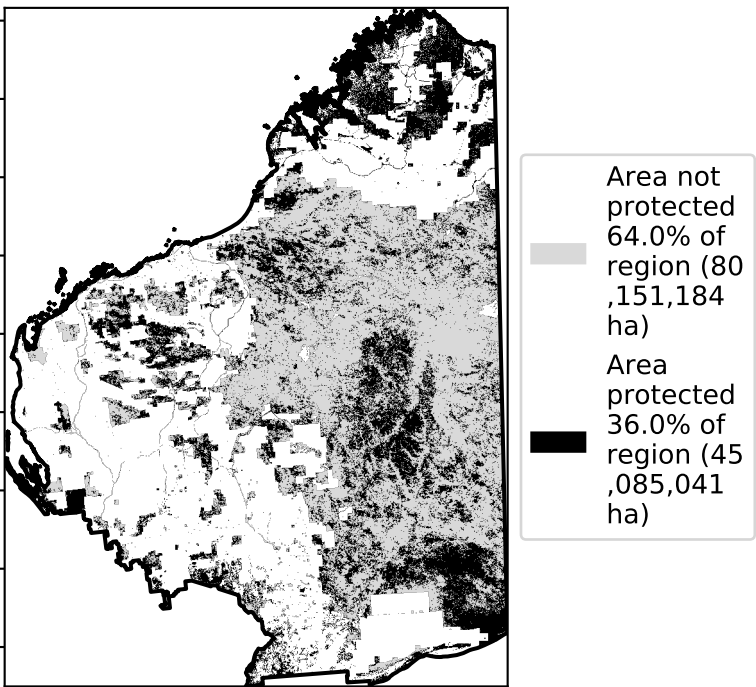 Area not
protected
64.0% of
region (80
,151,184
ha)
Area
protected
36.0% of
region (45
,085,041
ha)